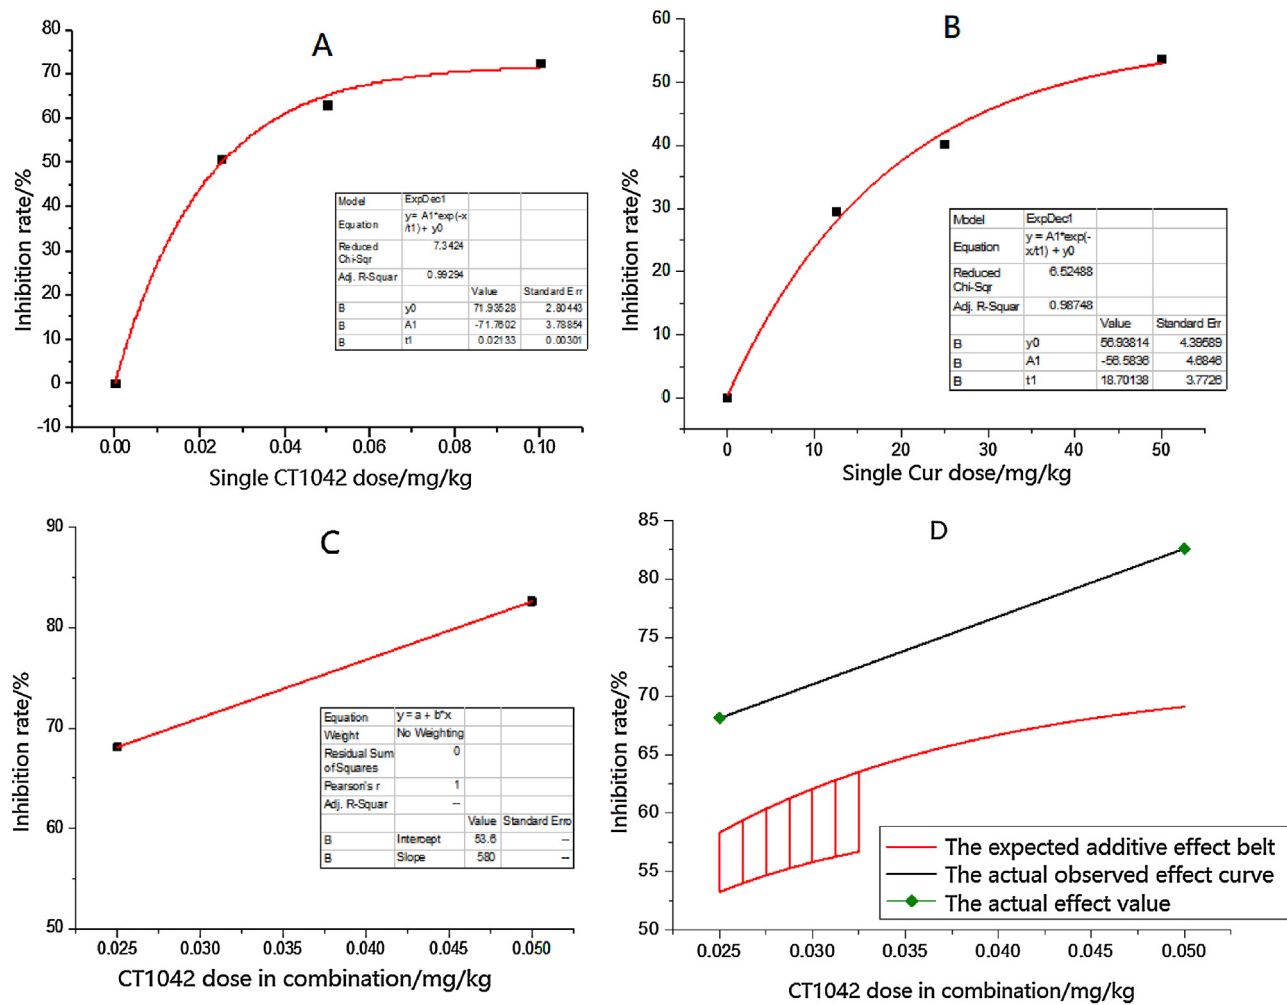 A
Inhibition rate/%
80
70
60
50
40
30
20
10
0
-10
0.00 0.02 0.04 0.06 0.08 0.10
Single CT1042 dose/mg/kg
Model ExpDec1
Equation y= A1*exp(-x
/t1) + y0
Reduced 7.3424
Chi-Sqr
Adj. R-Squar 0.99294
Value Standard Err
B y0 71.93528 2.80443
B A1 -71.7602 3.78854
B t1 0.02133 0.00301
B
Inhibition rate/%
60
50
40
30
20
10
0
0 10 20 30 40 50
Single Cur dose/mg/kg
Model ExpDec1
Equation y = A1*exp(-
x/t1) + y0
Reduced 6.52488
Chi-Sqr
Adj. R-Squar 0.98748
Value Standard Err
B y0 56.93814 4.39589
B A1 -56.5836 4.6846
B t1 18.70138 3.7726
C
Inhibition rate/%
90
80
70
60
50
0.025 0.030 0.035 0.040 0.045 0.050
CT1042 dose in combination/mg/kg
Equation y = a + b*x
Weight No Weighting
Residual Sum 0
of Squares
Pearson's r 1
Adj. R-Squar --
Value Standard Erro
B Intercept 53.6 --
B Slope 580 --
D
Inhibition rate/%
85
80
75
70
65
60
55
50
0.025 0.030 0.035 0.040 0.045 0.050
CT1042 dose in combination/mg/kg
The expected additive effect belt
The actual observed effect curve
The actual effect value